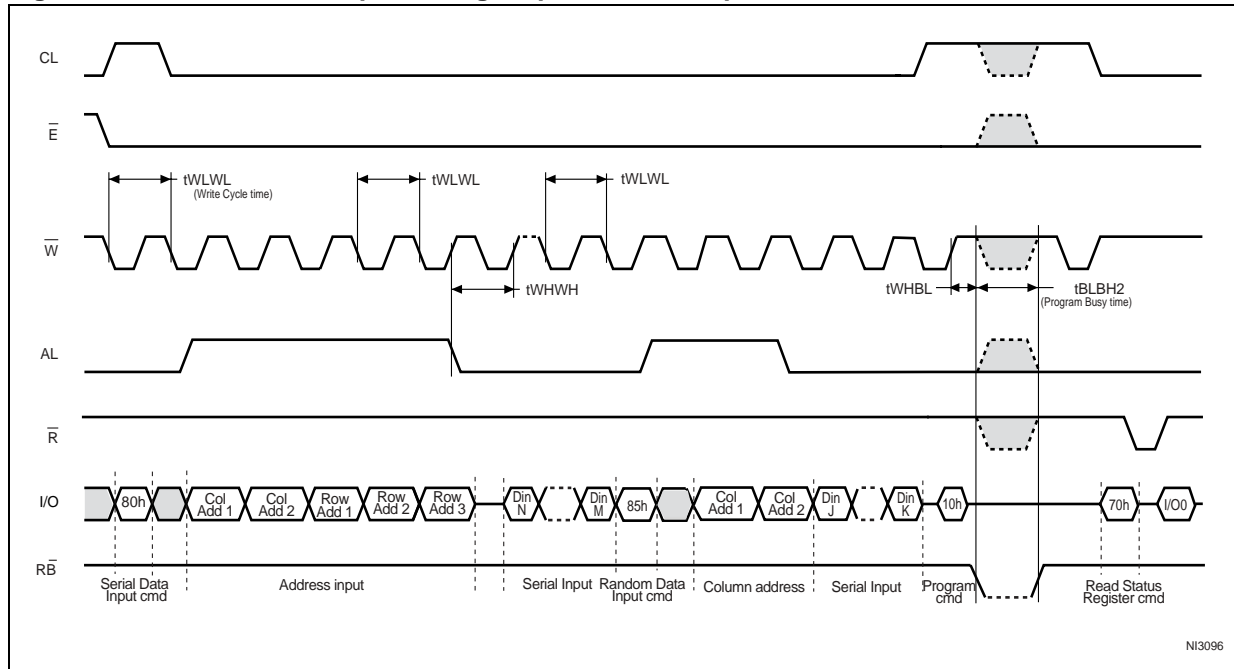 CL
E
tWLWL
(Write Cycle time)
tWLWL
tWLWL
W
tWHWH
tWHBL
tBLBH2
(Program Busy time)
AL
R
I/O
80h
Col Add 1
Col Add 2
Row Add 1
Row Add 2
Row Add 3
Din N
Din M
85h
Col Add 1
Col Add 2
Din J
Din K
10h
70h
I/O0
RB
Serial Data Input cmd
Address input
Serial Input
Random Data Input cmd
Column address
Serial Input
Program cmd
Read Status Register cmd
NI3096